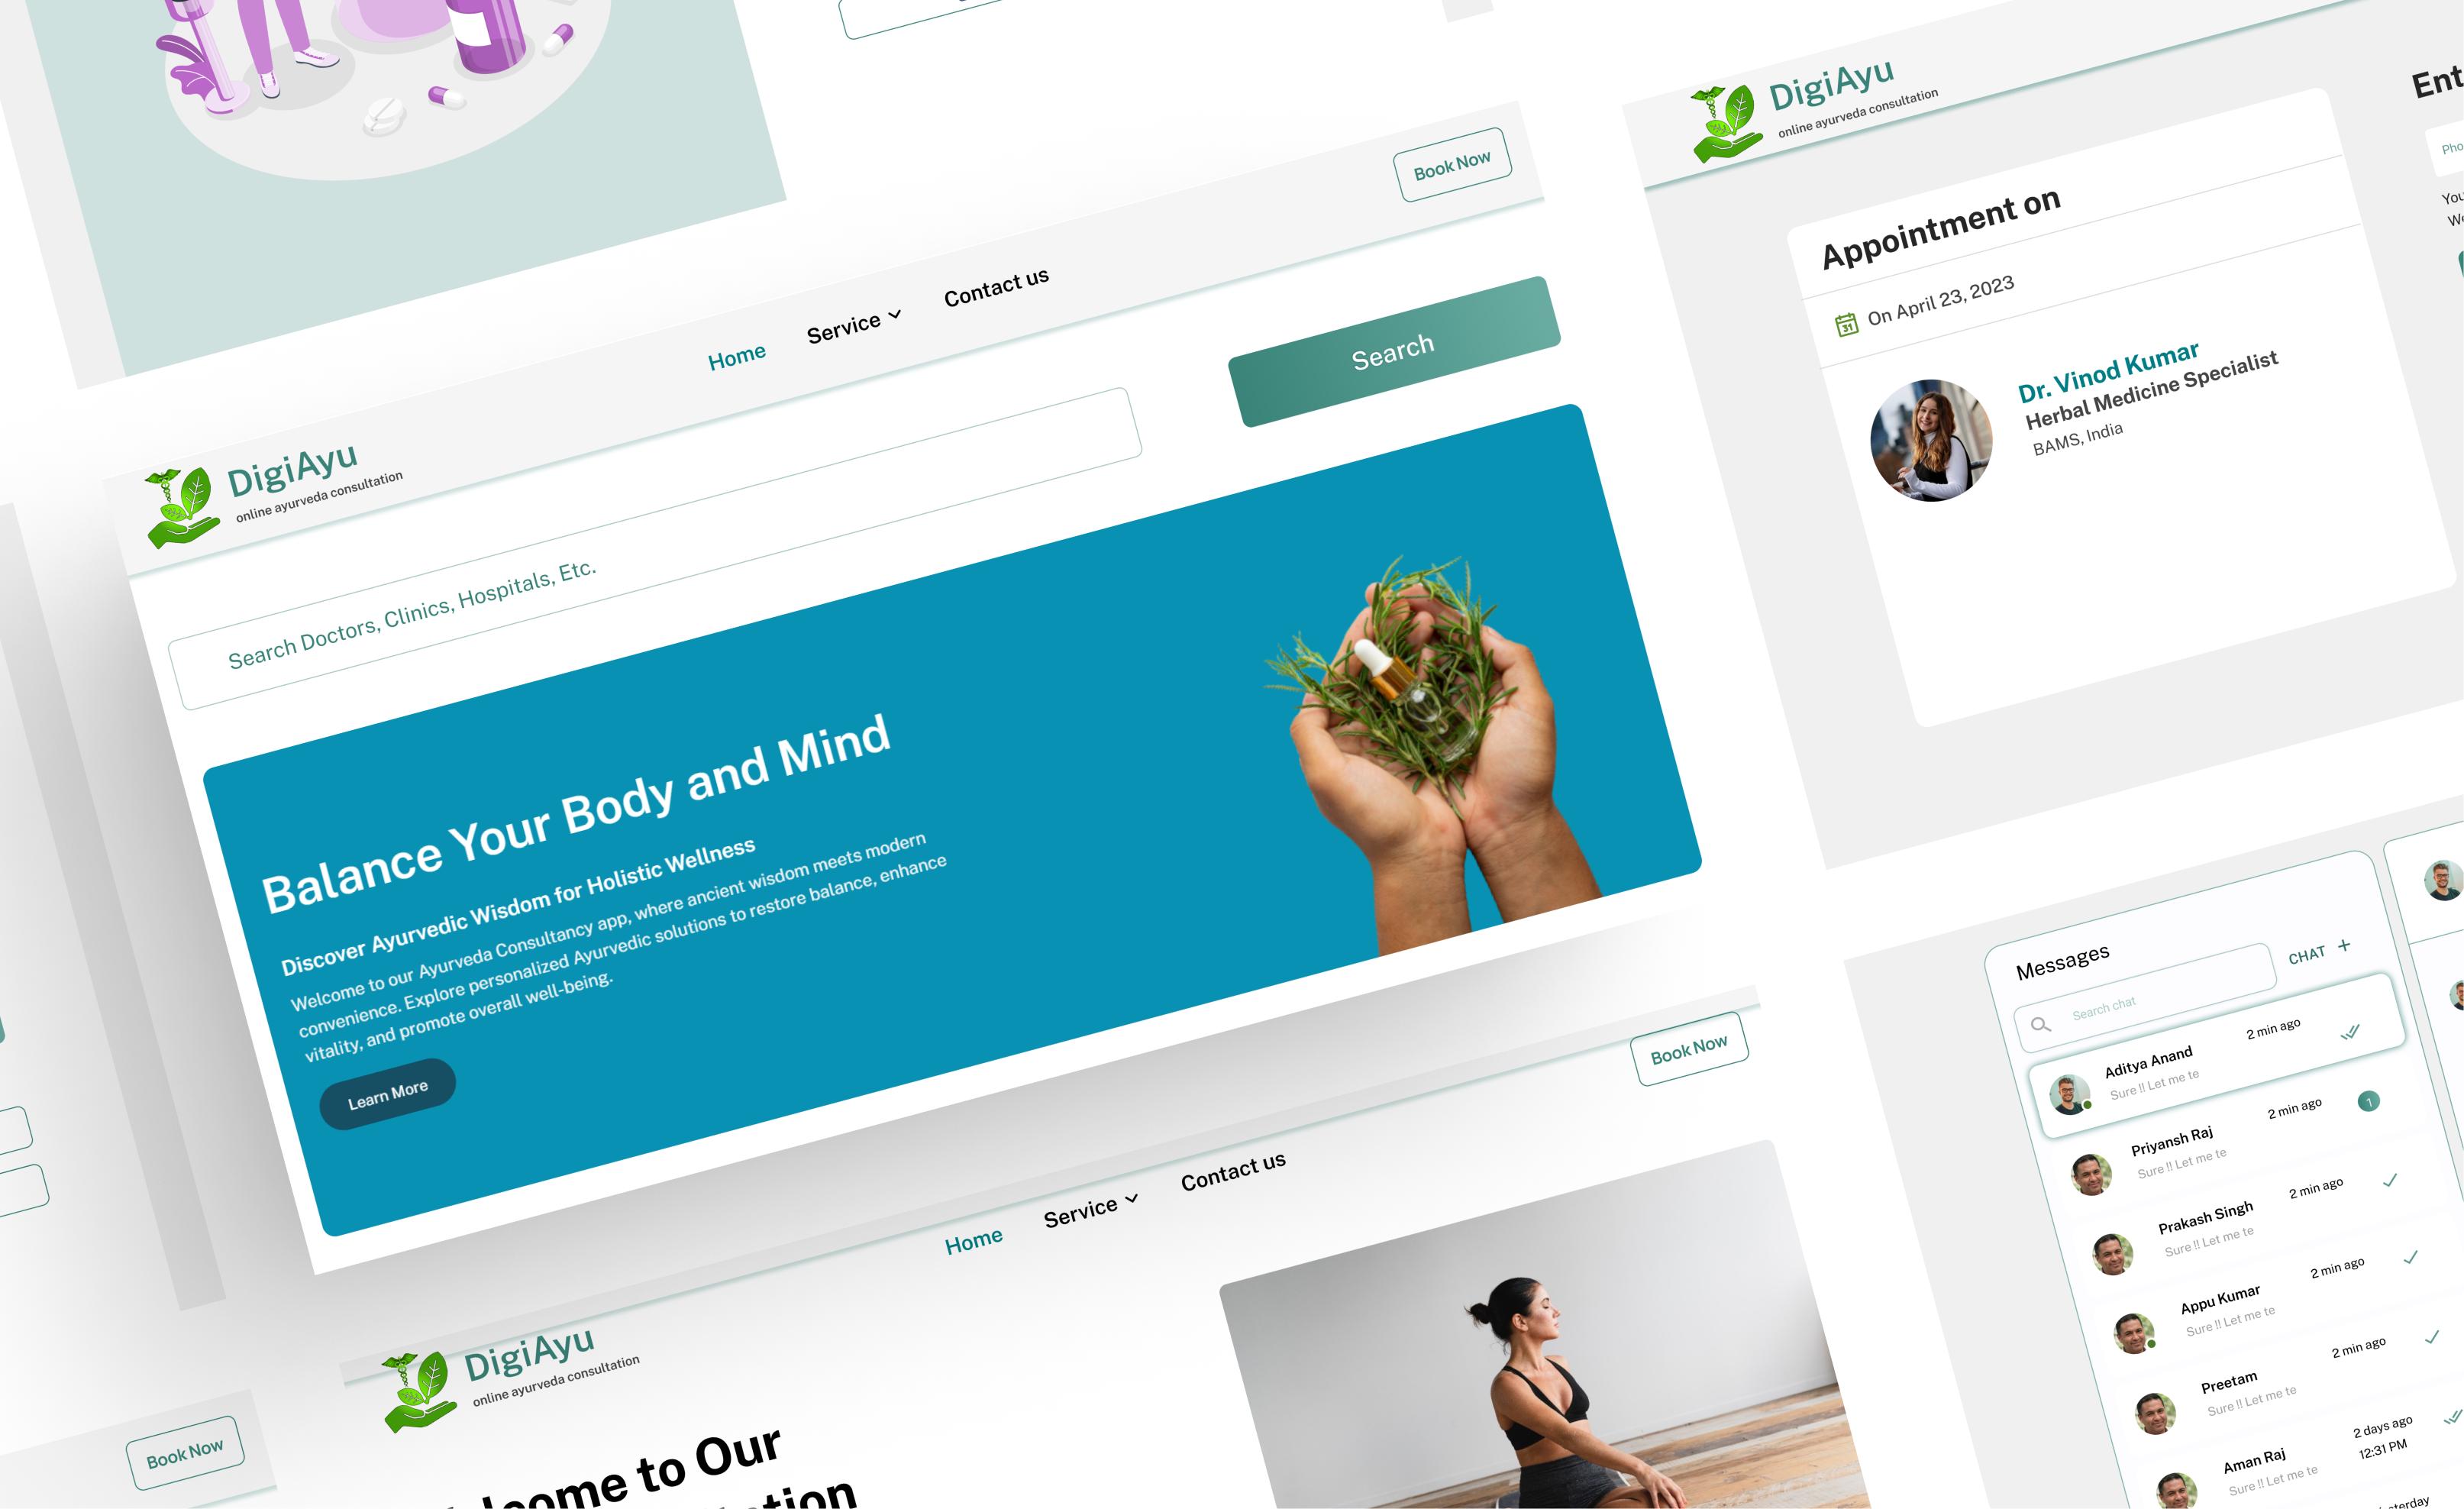 Book Now
Home
Service
Contact us
DigiAyu
online ayurveda consultation
Search Doctors, Clinics, Hospitals, Etc.
Search
Balance Your Body and Mind
Discover Ayurvedic Wisdom for Holistic Wellness
Welcome to our Ayurveda Consultancy app, where ancient wisdom meets modern
convenience. Explore personalized Ayurvedic solutions to restore balance, enhance
vitality, and promote overall well-being.
Learn More
DigiAyu
online ayurveda consultation
Appointment on
31
On April 23, 2023
Dr. Vinod Kumar
Herbal Medicine Specialist
BAMS, India
Ent
Pho
You
We
Messages
Search chat
CHAT +
Aditya Anand
2 min ago
Sure !! Let me te
Priyansh Raj
2 min ago
1
Sure !! Let me te
Prakash Singh
2 min ago
Sure !! Let me te
Appu Kumar
2 min ago
Sure !! Let me te
Preetam
2 min ago
Sure !! Let me te
Aman Raj
2 days ago
12:31 PM
Sure !! Let me te
Book Now
Home
Service
Contact us
DigiAyu
online ayurveda consultation
lcome to Our
tion
Book Now